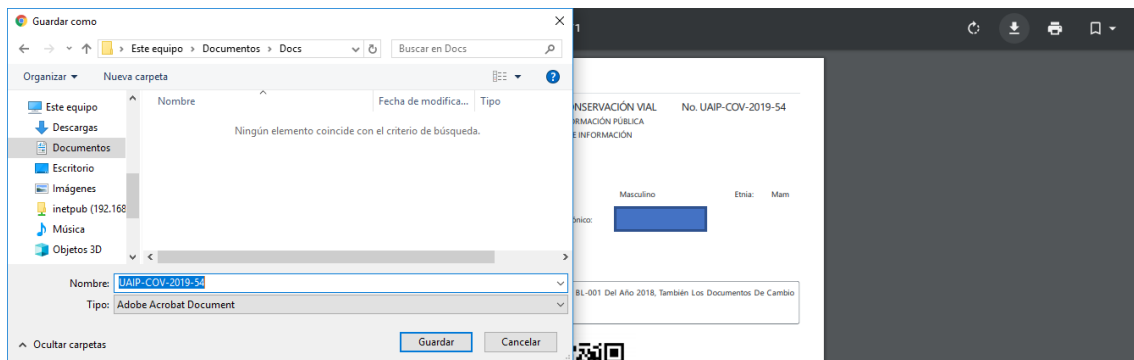 Guardar como
Este equipo > Documentos > Docs
Buscar en Docs
Organizar
Nueva carpeta
?
Nombre
Fecha de modifica...
Tipo
Ningún elemento coincide con el criterio de búsqueda.
Este equipo
Descargas
Documentos
Escritorio
Imágenes
inetpub (192.168
Música
Objetos 3D
Nombre: UAIP-COV-2019-54
Tipo: Adobe Acrobat Document
Ocultar carpetas
Guardar
Cancelar
1
NSERVACIÓN VIAL No. UAIP-COV-2019-54
RMACIÓN PÚBLICA
E INFORMACIÓN
Masculino Etnia: Mam
ónico:
BL-001 Del Año 2018, También Los Documentos De Cambio